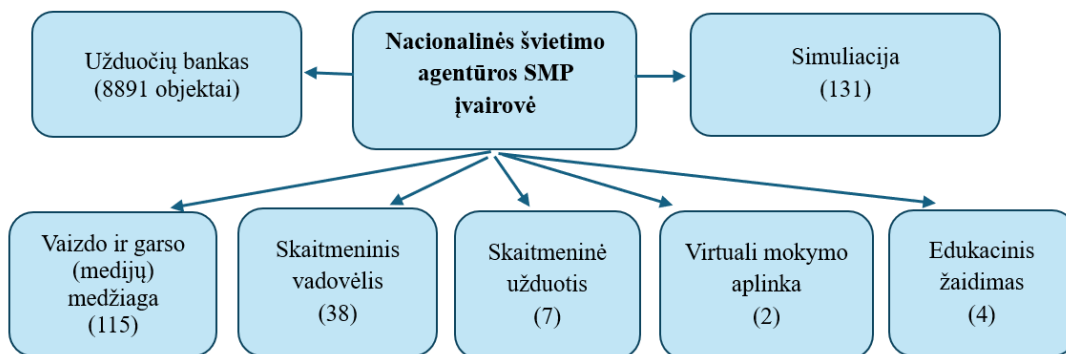 Užduočių bankas
(8891 objektai)
Nacionalinės švietimo
agentūros SMP
įvairovė
Simuliacija
(131)
Vaizdo ir garso
(medijų)
medžiaga
(115)
Skaitmeninis
vadovėlis
(38)
Skaitmeninė
užduotis
(7)
Virtuali mokymo
aplinka
(2)
Edukacinis
žaidimas
(4)